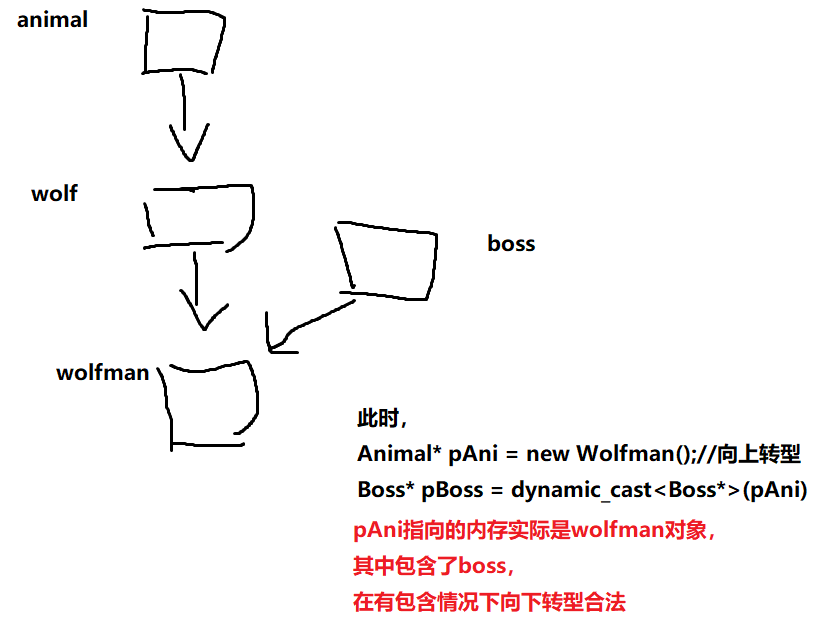 animal
wolf
boss
wolfman
此时，
Animal* pAni = new Wolfman();//向上转型
Boss* pBoss = dynamic_cast<Boss*>(pAni)
pAni指向的内存实际是wolfman对象，
其中包含了boss，
在有包含情况下向下转型合法